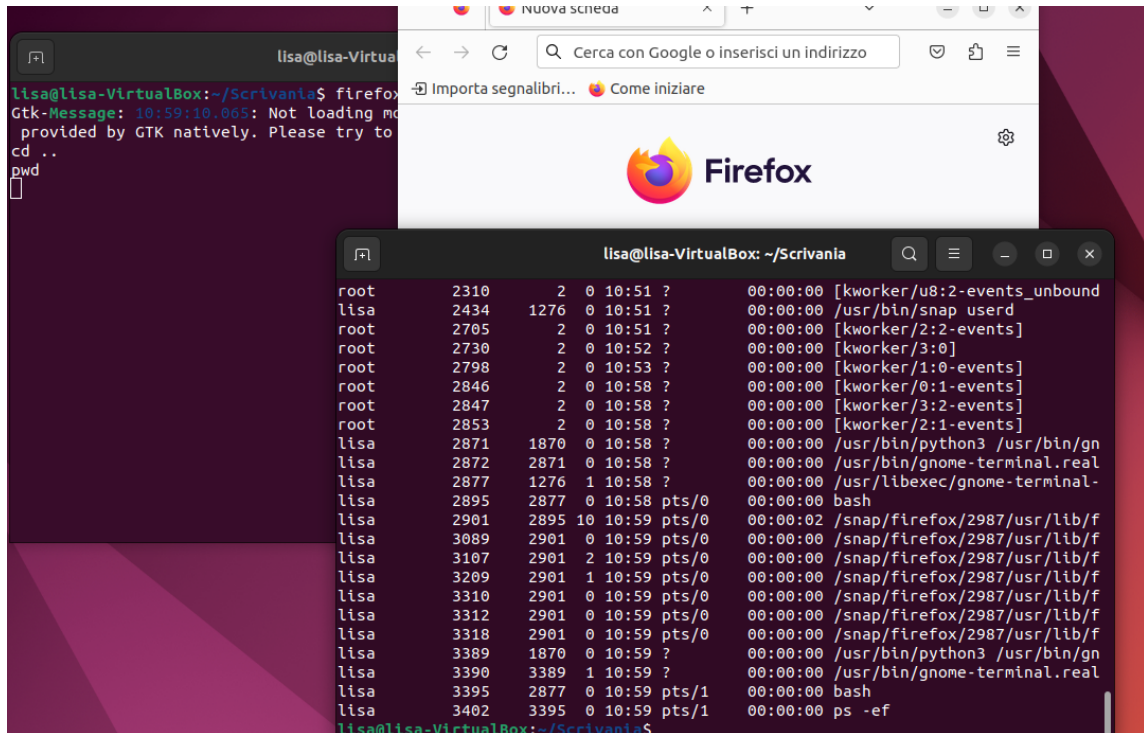 Nuova scheda
lisa@lisa-Virtual
Cerca con Google o inserisci un indirizzo
Importa segnalibri… Come iniziare
lisa@lisa-VirtualBox:~/Scrivania$ firefox
Gtk-Message: 10:59:10.065: Not loading mo
 provided by GTK natively. Please try to
cd ..
pwd
Firefox
lisa@lisa-VirtualBox: ~/Scrivania
root 2310 2 0 10:51 ? 00:00:00 [kworker/u8:2-events_unbound
lisa 2434 1276 0 10:51 ? 00:00:00 /usr/bin/snap userd
root 2705 2 0 10:51 ? 00:00:00 [kworker/2:2-events]
root 2730 2 0 10:52 ? 00:00:00 [kworker/3:0]
root 2798 2 0 10:53 ? 00:00:00 [kworker/1:0-events]
root 2846 2 0 10:58 ? 00:00:00 [kworker/0:1-events]
root 2847 2 0 10:58 ? 00:00:00 [kworker/3:2-events]
root 2853 2 0 10:58 ? 00:00:00 [kworker/2:1-events]
lisa 2871 1870 0 10:58 ? 00:00:00 /usr/bin/python3 /usr/bin/gn
lisa 2872 2871 0 10:58 ? 00:00:00 /usr/bin/gnome-terminal.real
lisa 2877 1276 1 10:58 ? 00:00:00 /usr/libexec/gnome-terminal-
lisa 2895 2877 0 10:58 pts/0 00:00:00 bash
lisa 2901 2895 10 10:59 pts/0 00:00:02 /snap/firefox/2987/usr/lib/f
lisa 3089 2901 0 10:59 pts/0 00:00:00 /snap/firefox/2987/usr/lib/f
lisa 3107 2901 2 10:59 pts/0 00:00:00 /snap/firefox/2987/usr/lib/f
lisa 3209 2901 1 10:59 pts/0 00:00:00 /snap/firefox/2987/usr/lib/f
lisa 3310 2901 0 10:59 pts/0 00:00:00 /snap/firefox/2987/usr/lib/f
lisa 3312 2901 0 10:59 pts/0 00:00:00 /snap/firefox/2987/usr/lib/f
lisa 3318 2901 0 10:59 pts/0 00:00:00 /snap/firefox/2987/usr/lib/f
lisa 3389 1870 0 10:59 ? 00:00:00 /usr/bin/python3 /usr/bin/gn
lisa 3390 3389 1 10:59 ? 00:00:00 /usr/bin/gnome-terminal.real
lisa 3395 2877 0 10:59 pts/1 00:00:00 bash
lisa 3402 3395 0 10:59 pts/1 00:00:00 ps -ef
lisa@lisa-VirtualBox:~/Scrivania$